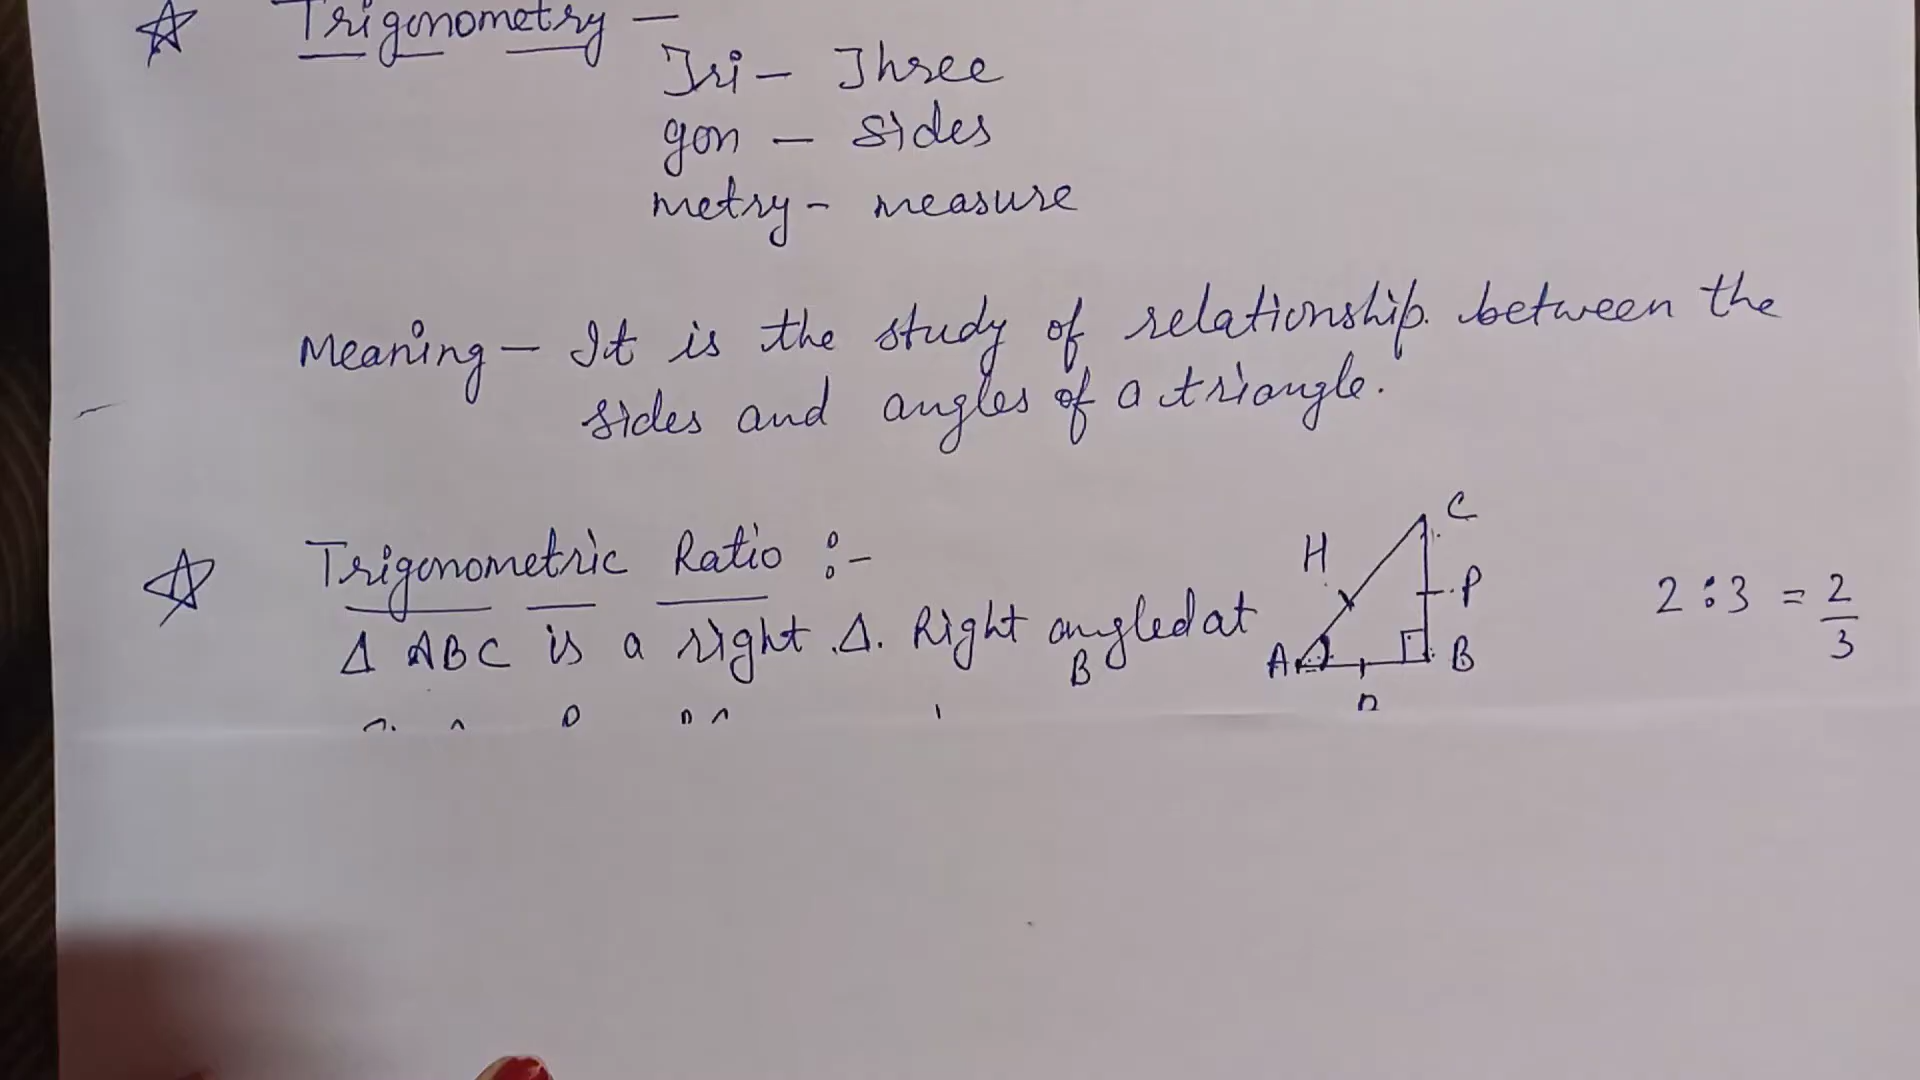 Trigonometry —
Tri — Three
gon — sides
metry - measure
Meaning — It is the study of relationship between the
sides and angles of a triangle.
Trigonometric Ratio :-
Δ ABC is a right Δ. Right angled at
B
C
H
P
A
B
2 : 3 = 2/3